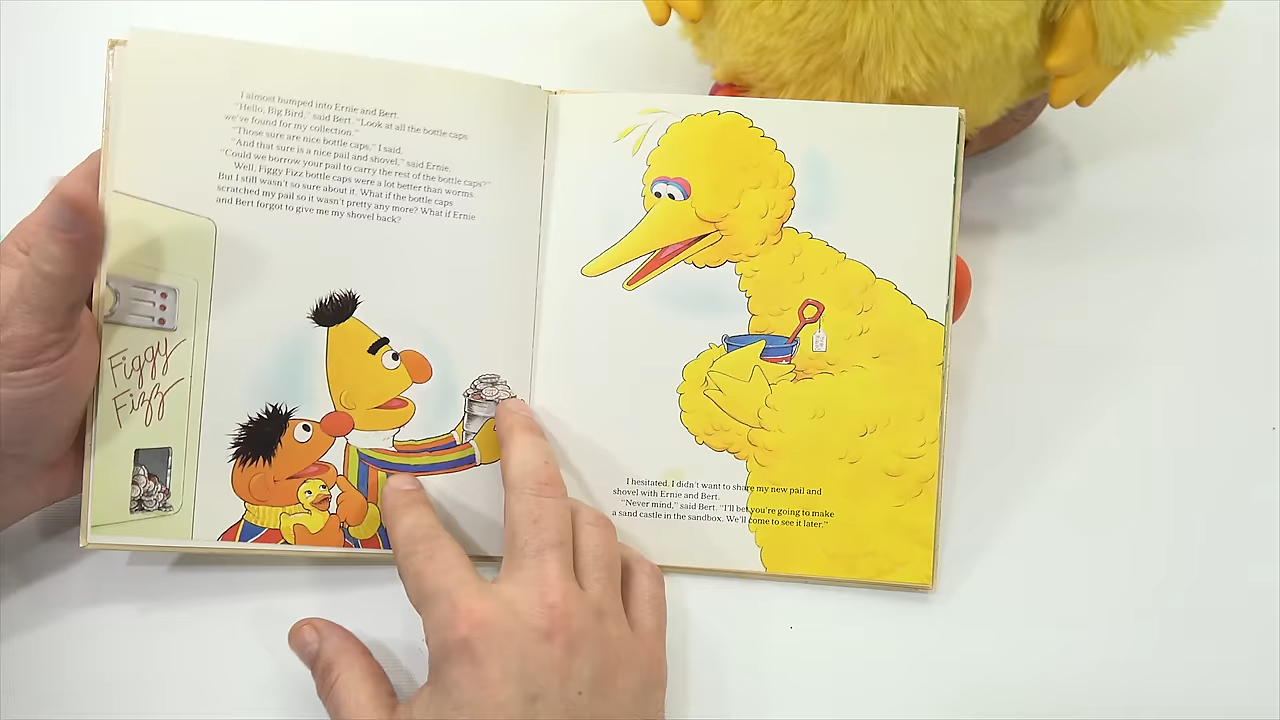 I almost bumped into Ernie and Bert.
"Hello, Big Bird," said Bert. "Look at all the bottle caps
we've found for my collection."
"Those sure are nice bottle caps," I said.
"And that sure is a nice pail and shovel," said Ernie.
"Could we borrow your pail to carry the rest of the bottle caps?"
Well, Figgy Fizz bottle caps were a lot better than worms.
But I still wasn't so sure about it. What if the bottle caps
scratched my pail so it wasn't pretty any more? What if Ernie
and Bert forgot to give me my shovel back?
Figgy
Fizz
I hesitated. I didn't want to share my new pail and
shovel with Ernie and Bert.
"Never mind," said Bert. "I'll bet you're going to make
a sand castle in the sandbox. We'll come to see it later."